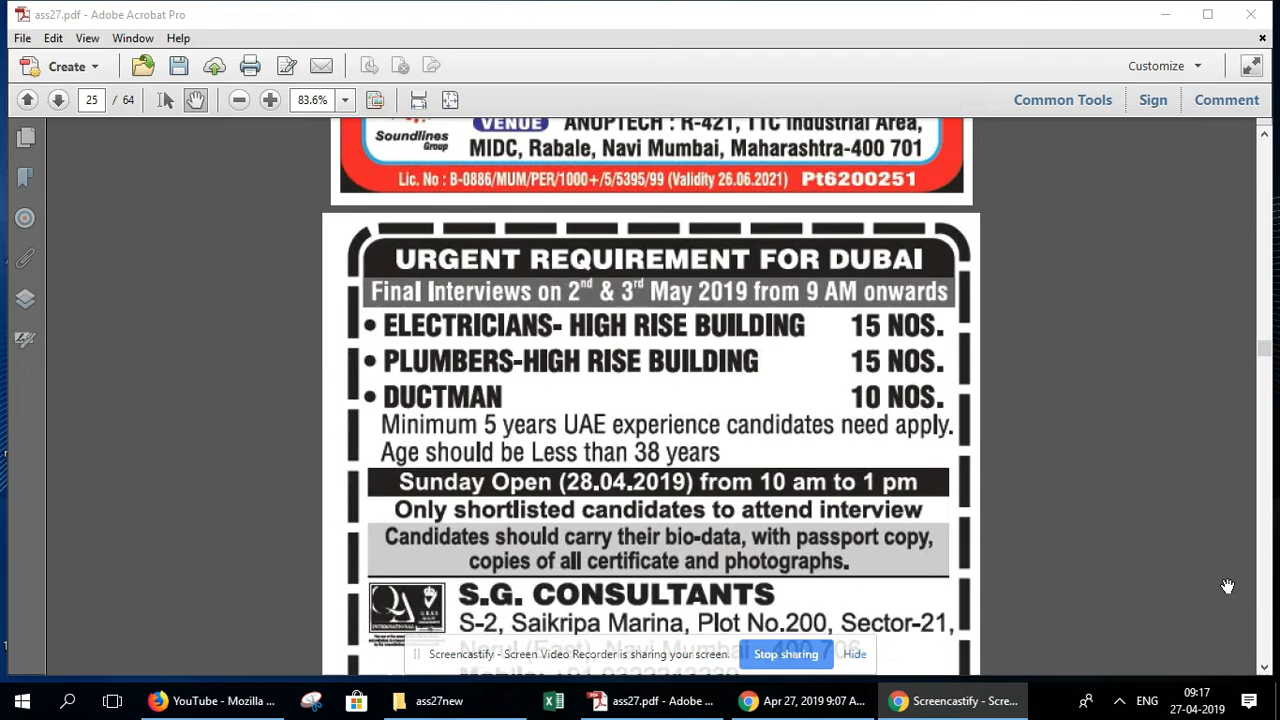 ass27.pdf - Adobe Acrobat Pro
File Edit View Window Help
Create
Customize
25 / 64
83.6%
Common Tools
Sign
Comment
Soundlines
Group
VENUE ANUPTECH : R-421, TTC Industrial Area,
MIDC, Rabale, Navi Mumbai, Maharashtra-400 701
Lic. No : B-0886/MUM/PER/1000+/5/5395/99 (Validity 26.06.2021) Pt6200251
URGENT REQUIREMENT FOR DUBAI
Final Interviews on 2nd & 3rd May 2019 from 9 AM onwards
• ELECTRICIANS- HIGH RISE BUILDING 15 NOS.
• PLUMBERS-HIGH RISE BUILDING 15 NOS.
• DUCTMAN 10 NOS.
Minimum 5 years UAE experience candidates need apply.
Age should be Less than 38 years
Sunday Open (28.04.2019) from 10 am to 1 pm
Only shortlisted candidates to attend interview
Candidates should carry their bio-data, with passport copy,
copies of all certificate and photographs.
QA
INTERNATIONAL
S.G. CONSULTANTS
S-2, Saikripa Marina, Plot No.200, Sector-21,
Screencastify - Screen Video Recorder is sharing your screen.
Stop sharing
Hide
YouTube - Mozilla ...
ass27new
ass27.pdf - Adobe ...
Apr 27, 2019 9:07 A...
Screencastify - Scre...
ENG
09:17
27-04-2019